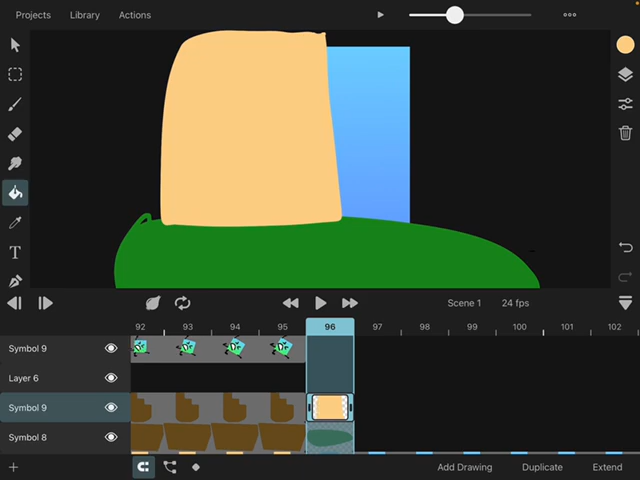 Projects Library Actions
T
Scene 1 24 fps
92 93 94 95 96 97 98 99 100 101 102
Symbol 9
Layer 6
Symbol 9
Symbol 8
Add Drawing Duplicate Extend